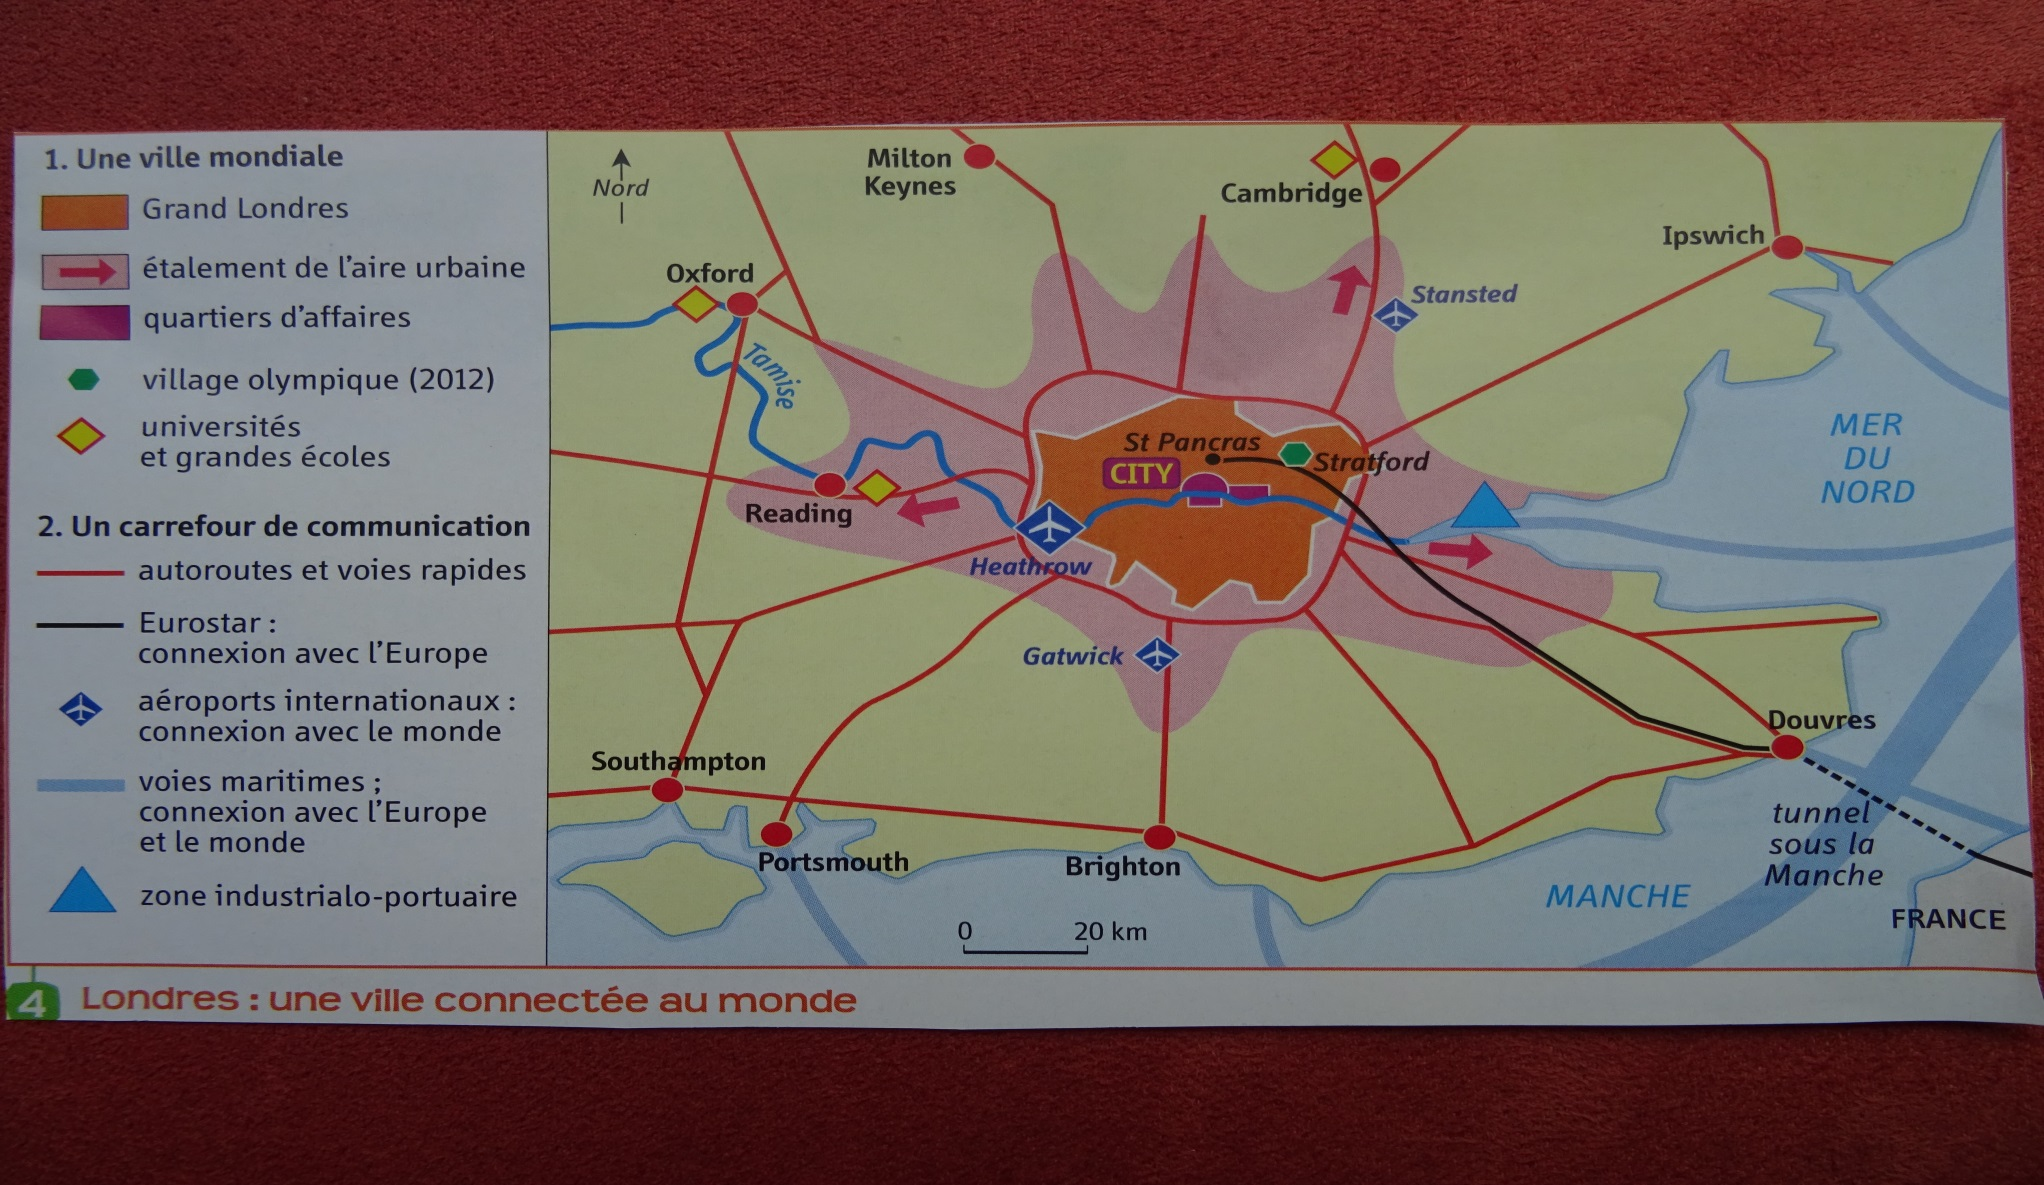 1. Une ville mondiale
Grand Londres
étalement de l'aire urbaine
quartiers d'affaires
village olympique (2012)
universités
et grandes écoles
2. Un carrefour de communication
autoroutes et voies rapides
Eurostar :
connexion avec l'Europe
aéroports internationaux :
connexion avec le monde
voies maritimes ;
connexion avec l'Europe
et le monde
zone industrialo-portuaire
Nord
Milton
Keynes
Cambridge
Ipswich
Oxford
Stansted
Tamise
MER
DU
NORD
St Pancras
CITY
Stratford
Reading
Heathrow
Gatwick
Douvres
Southampton
tunnel
sous la
Manche
Portsmouth
Brighton
MANCHE
FRANCE
0 20 km
4 Londres : une ville connectée au monde